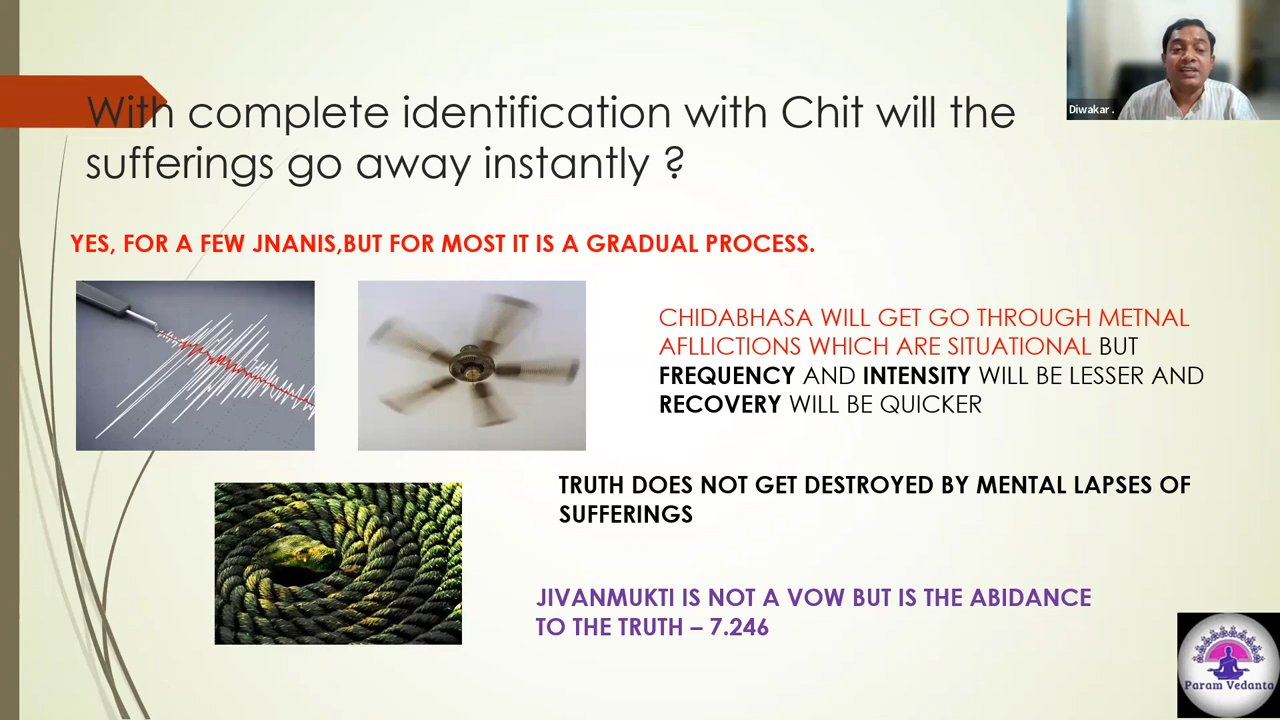 Diwakar .
With complete identification with Chit will the
sufferings go away instantly ?
YES, FOR A FEW JNANIS,BUT FOR MOST IT IS A GRADUAL PROCESS.
CHIDABHASA WILL GET GO THROUGH METNAL
AFLLICTIONS WHICH ARE SITUATIONAL BUT
FREQUENCY AND INTENSITY WILL BE LESSER AND
RECOVERY WILL BE QUICKER
TRUTH DOES NOT GET DESTROYED BY MENTAL LAPSES OF
SUFFERINGS
JIVANMUKTI IS NOT A VOW BUT IS THE ABIDANCE
TO THE TRUTH – 7.246
Param Vedanta